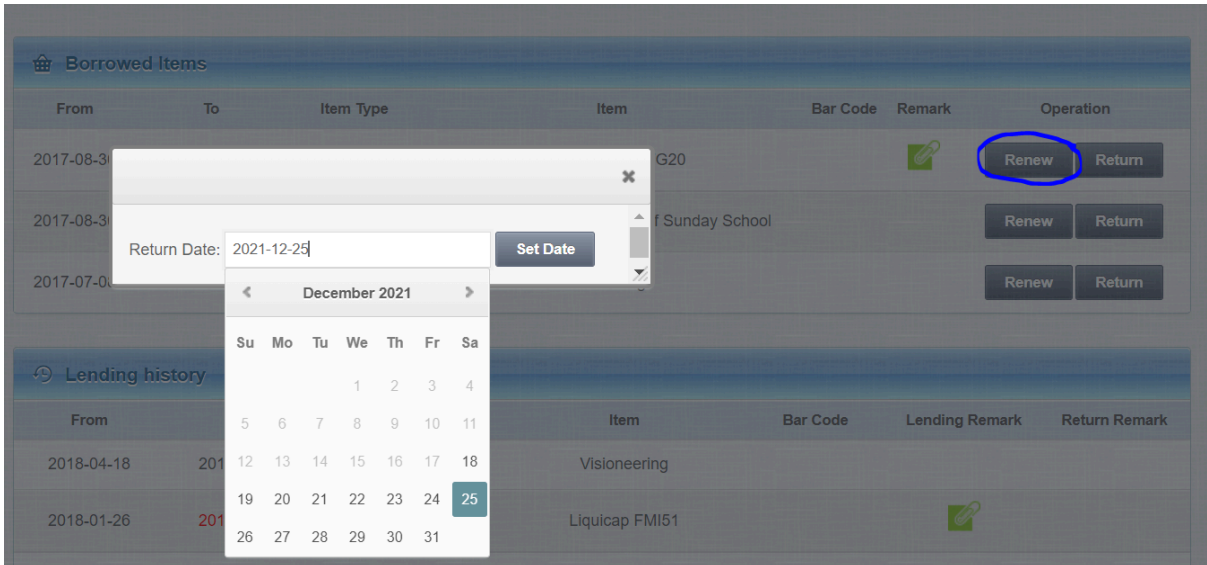 Borrowed Items
From To Item Type Item Bar Code Remark Operation
2017-08-3 G20 Renew Return
2017-08-3 f Sunday School Renew Return
Return Date: 2021-12-25 Set Date
2017-07-0 Renew Return
December 2021
Su Mo Tu We Th Fr Sa
1 2 3 4
5 6 7 8 9 10 11
12 13 14 15 16 17 18
19 20 21 22 23 24 25
26 27 28 29 30 31
Lending history
From Item Bar Code Lending Remark Return Remark
2018-04-18 201 Visioneering
2018-01-26 201 Liquicap FMI51